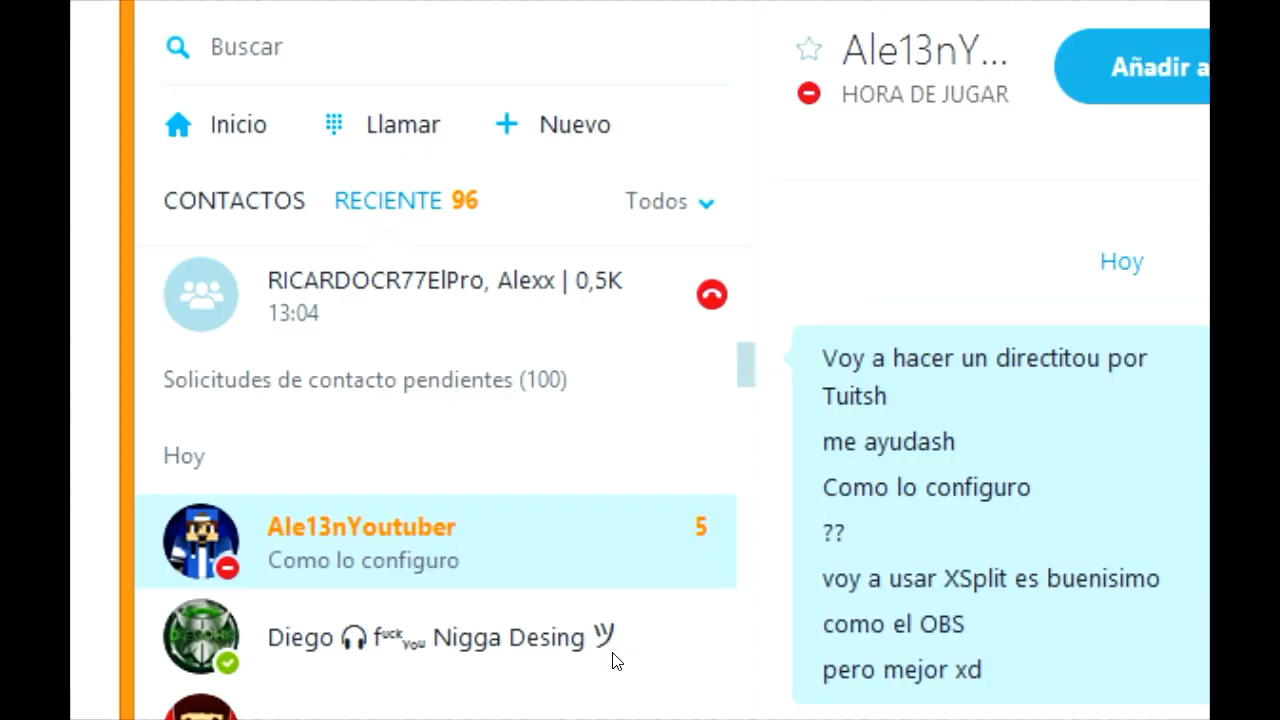 Buscar
Inicio
Llamar
Nuevo
CONTACTOS
RECIENTE 96
Todos
RICARDOCR77ElPro, Alexx | 0,5K
13:04
Solicitudes de contacto pendientes (100)
Hoy
Ale13nYoutuber
5
Como lo configuro
Diego 🎧 fᵘᶜᵏᵧₒᵤ Nigga Desing ツ
Ale13nY...
HORA DE JUGAR
Añadir a
Hoy
Voy a hacer un directitou por
Tuitsh
me ayudash
Como lo configuro
??
voy a usar XSplit es buenisimo
como el OBS
pero mejor xd